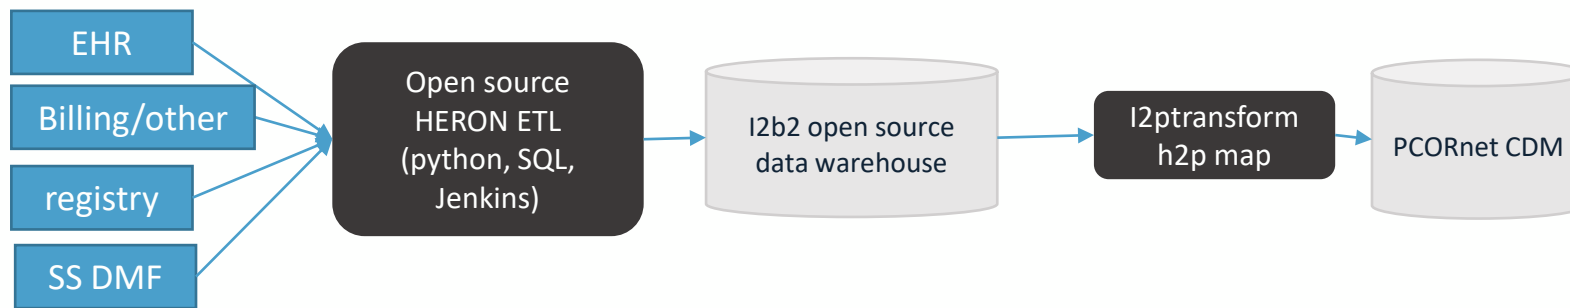 EHR
Billing/other
registry
SS DMF
Open source
HERON ETL
(python, SQL,
Jenkins)
I2b2 open source
data warehouse
I2ptransform
h2p map
PCORnet CDM